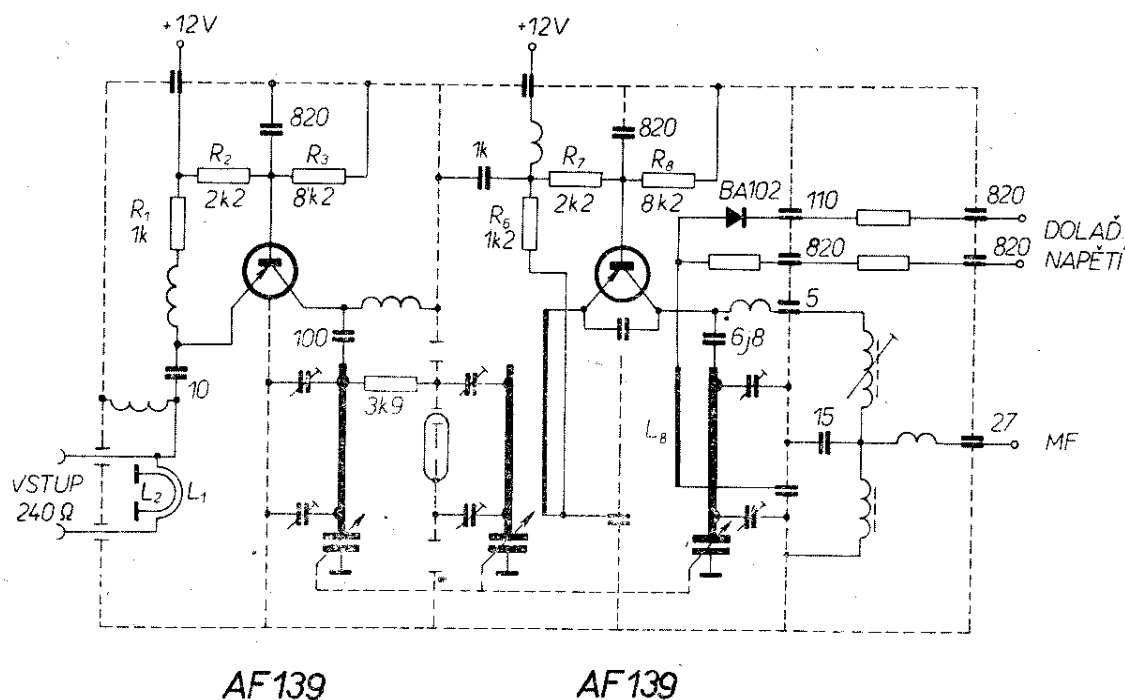 +12V
+12V
820
820
R₂
R₃
1k
R₇
R₈
2k2
8k2
2k2
8k2
BA102
R₁
1k
R₆
1k2
110
820
DOLAĎ.
NAPĚTÍ
820
820
5
100
6j8
10
3k9
L₈
15
27
MF
VSTUP
240 Ω
L₂
L₁
AF139
AF139